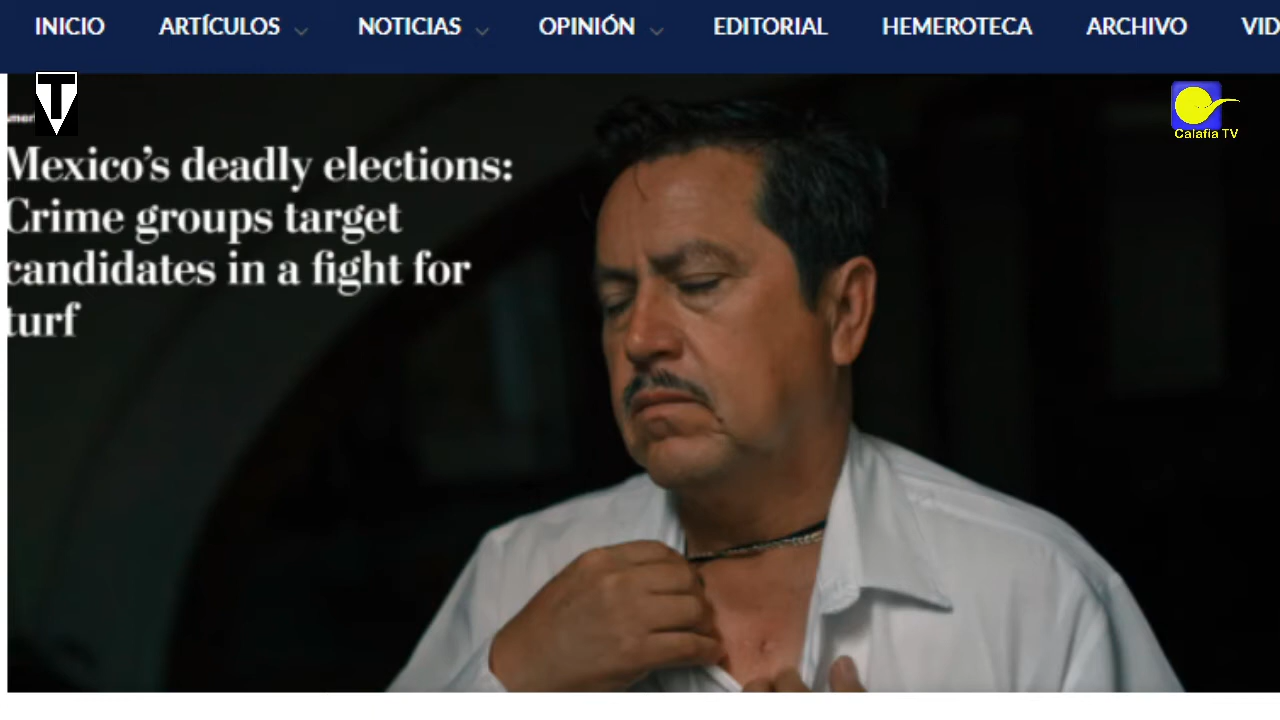 INICIO ARTÍCULOS NOTICIAS OPINIÓN EDITORIAL HEMEROTECA ARCHIVO VID
T
Calafia TV
Mexico's deadly elections:
Crime groups target
candidates in a fight for
turf